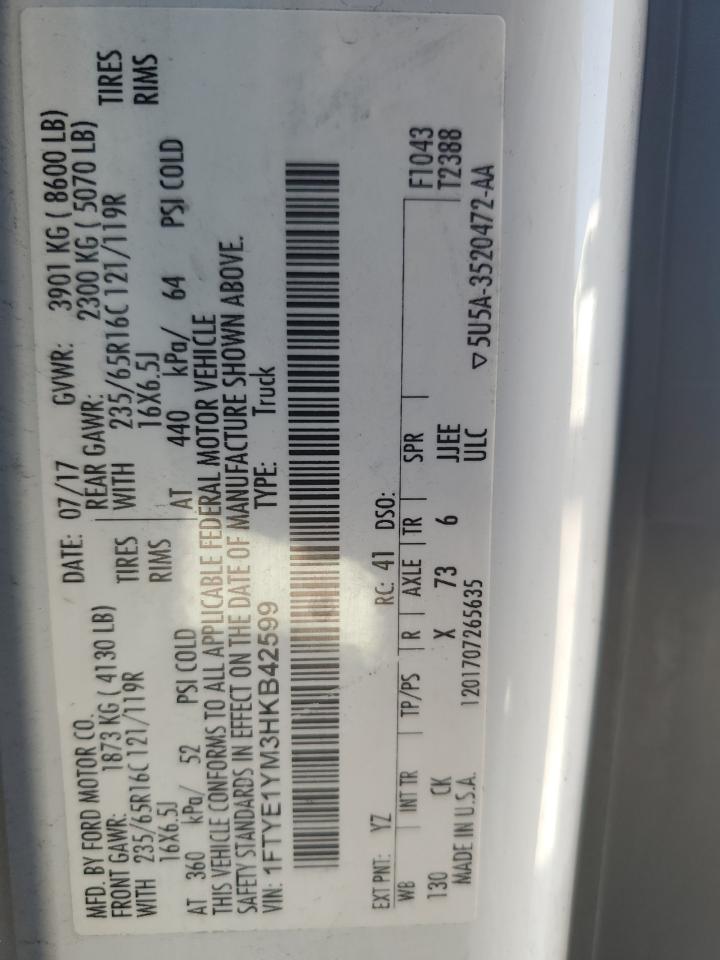 MFD. BY FORD MOTOR CO. DATE: 07/17 GVWR: 3901 KG ( 8600 LB)
FRONT GAWR: 1873 KG ( 4130 LB) REAR GAWR: 2300 KG ( 5070 LB)
WITH 235/65R16C 121/119R TIRES WITH 235/65R16C 121/119R TIRES
16X6.5J RIMS 16X6.5J RIMS
AT 360 kPa/ 52 PSI COLD AT 440 kPa/ 64 PSI COLD
THIS VEHICLE CONFORMS TO ALL APPLICABLE FEDERAL MOTOR VEHICLE
SAFETY STANDARDS IN EFFECT ON THE DATE OF MANUFACTURE SHOWN ABOVE.
VIN: 1FTYE1YM3HKB42599 TYPE: Truck
EXT PNT: YZ RC: 41 DSO: F1043
WB INT TR TP/PS R AXLE TR SPR T2388
130 CK X 73 6 JJEE
MADE IN U.S.A. 1201707265635 ULC ▽ 5U5A-3520472-AA